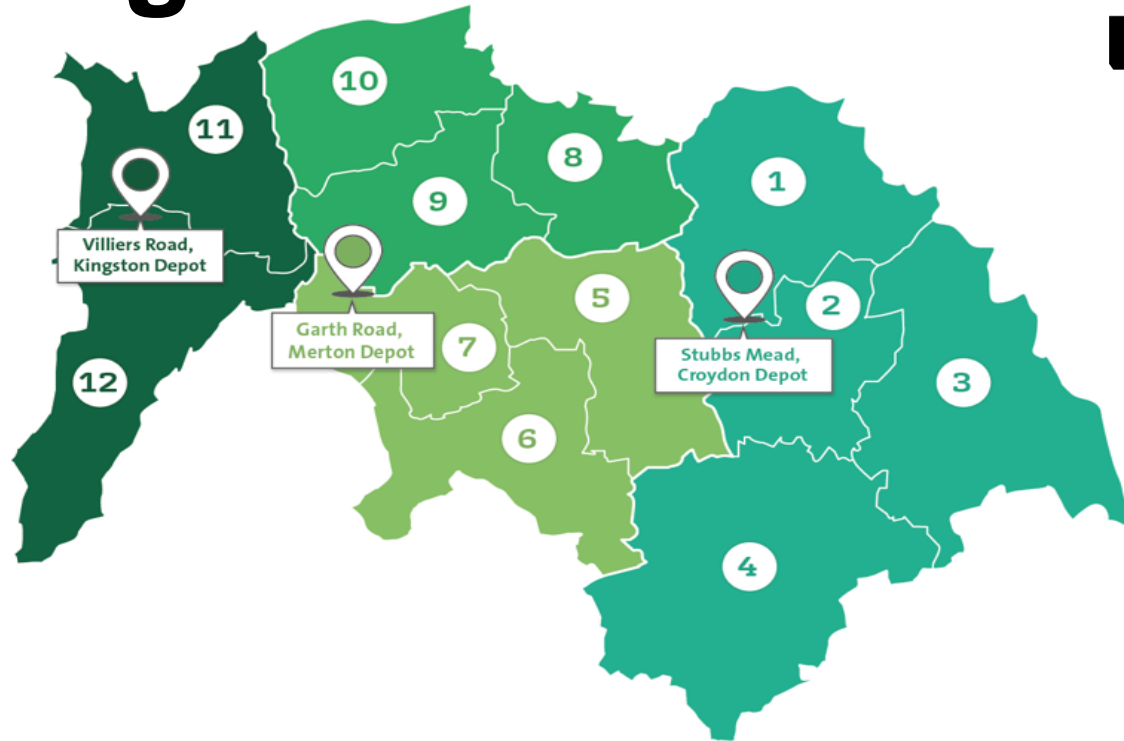 g
10
11
8
1
9
Villiers Road,
Kingston Depot
5
2
Garth Road,
Merton Depot
7
Stubbs Mead,
Croydon Depot
12
3
6
4